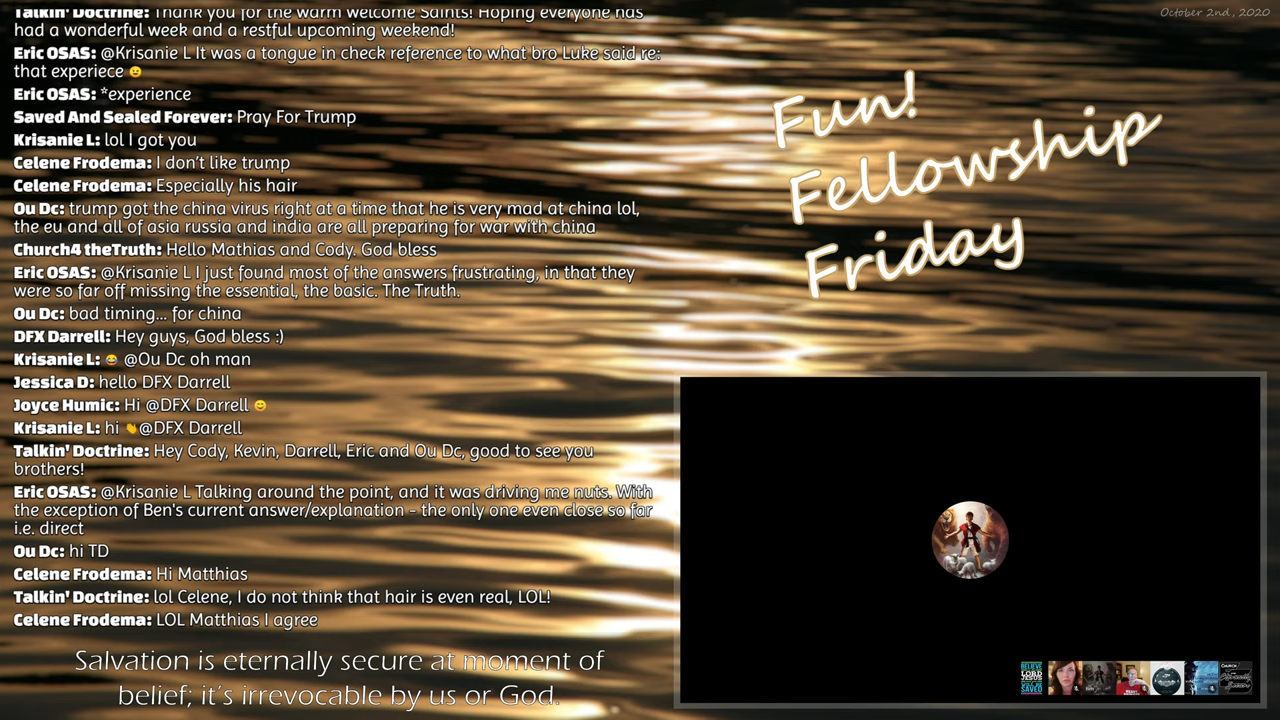 Talkin' Doctrine: Thank you for the warm welcome Saints! Hoping everyone has
had a wonderful week and a restful upcoming weekend!
Eric OSAS: @Krisanie L It was a tongue in check reference to what bro Luke said re:
that experiece
Eric OSAS: *experience
Saved And Sealed Forever: Pray For Trump
Krisanie L: lol I got you
Celene Frodema: I don't like trump
Celene Frodema: Especially his hair
Ou Dc: trump got the china virus right at a time that he is very mad at china lol,
the eu and all of asia russia and india are all preparing for war with china
Church4 theTruth: Hello Mathias and Cody. God bless
Eric OSAS: @Krisanie L I just found most of the answers frustrating, in that they
were so far off missing the essential, the basic. The Truth.
Ou Dc: bad timing... for china
DFX Darrell: Hey guys, God bless :)
Krisanie L: @Ou Dc oh man
Jessica D: hello DFX Darrell
Joyce Humic: Hi @DFX Darrell
Krisanie L: hi @DFX Darrell
Talkin' Doctrine: Hey Cody, Kevin, Darrell, Eric and Ou Dc, good to see you
brothers!
Eric OSAS: @Krisanie L Talking around the point, and it was driving me nuts. With
the exception of Ben's current answer/explanation - the only one even close so far
i.e. direct
Ou Dc: hi TD
Celene Frodema: Hi Matthias
Talkin' Doctrine: lol Celene, I do not think that hair is even real, LOL!
Celene Frodema: LOL Matthias I agree
Salvation is eternally secure at moment of
belief; it's irrevocable by us or God.
October 2nd, 2020
Fun!
Fellowship
Friday
BELIEVE
LORD
JESUS
SAVED
CHURCH